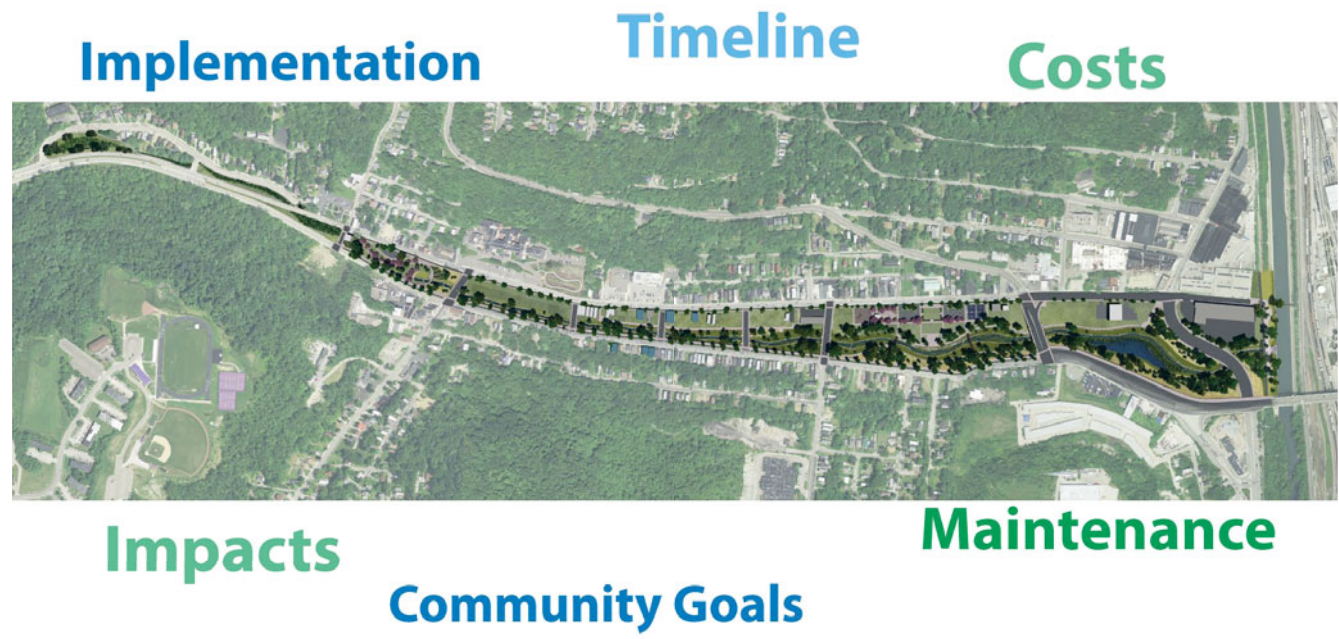 Timeline
Implementation
Costs
Impacts
Maintenance
Community Goals